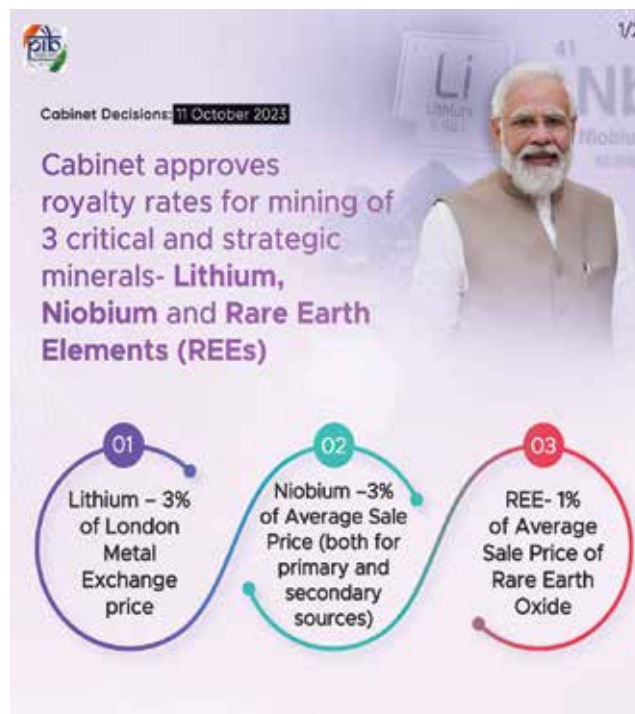 pib
1/2
41
Li
Lithium
Nb
Niobium
Cabinet Decisions: 11 October 2023
Cabinet approves
royalty rates for mining of
3 critical and strategic
minerals- Lithium,
Niobium and Rare Earth
Elements (REEs)
01
Lithium – 3%
of London
Metal
Exchange
price
02
Niobium –3%
of Average Sale
Price (both for
primary and
secondary
sources)
03
REE- 1%
of Average
Sale Price of
Rare Earth
Oxide